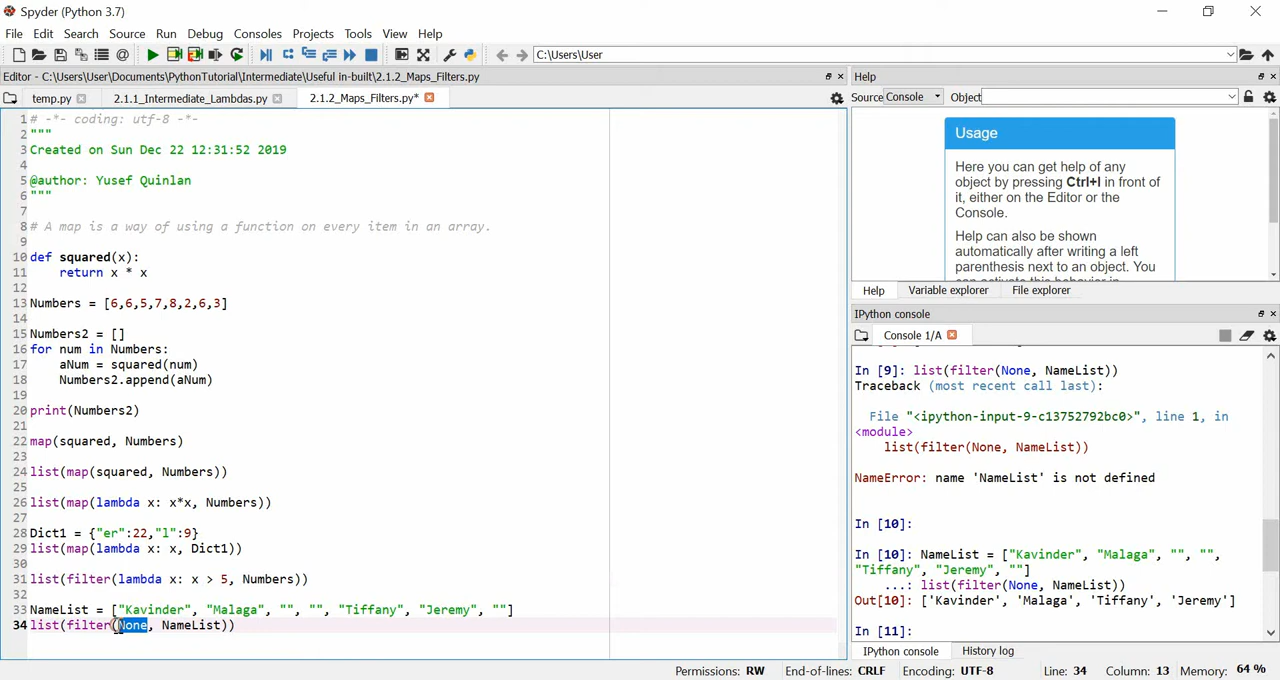 Spyder (Python 3.7)
File Edit Search Source Run Debug Consoles Projects Tools View Help
C:\Users\User
Editor - C:\Users\User\Documents\PythonTutorial\Intermediate\Useful in-built\2.1.2_Maps_Filters.py
temp.py 2.1.1_Intermediate_Lambdas.py 2.1.2_Maps_Filters.py*
1 # -*- coding: utf-8 -*-
2 """
3 Created on Sun Dec 22 12:31:52 2019
4
5 @author: Yusef Quinlan
6 """
7
8 # A map is a way of using a function on every item in an array.
9
10 def squared(x):
11 return x * x
12
13 Numbers = [6,6,5,7,8,2,6,3]
14
15 Numbers2 = []
16 for num in Numbers:
17 aNum = squared(num)
18 Numbers2.append(aNum)
19
20 print(Numbers2)
21
22 map(squared, Numbers)
23
24 list(map(squared, Numbers))
25
26 list(map(lambda x: x*x, Numbers))
27
28 Dict1 = {"er":22,"l":9}
29 list(map(lambda x: x, Dict1))
30
31 list(filter(lambda x: x > 5, Numbers))
32
33 NameList = ["Kavinder", "Malaga", "", "", "Tiffany", "Jeremy", ""]
34 list(filter(None, NameList))
Help
Source Console Object
Usage
Here you can get help of any
object by pressing Ctrl+I in front of
it, either on the Editor or the
Console.
Help can also be shown
automatically after writing a left
parenthesis next to an object. You
can activate this behavior in
Help Variable explorer File explorer
IPython console
Console 1/A
In [9]: list(filter(None, NameList))
Traceback (most recent call last):
File "<ipython-input-9-c13752792bc0>", line 1, in
<module>
list(filter(None, NameList))
NameError: name 'NameList' is not defined
In [10]:
In [10]: NameList = ["Kavinder", "Malaga", "", "",
"Tiffany", "Jeremy", ""]
...: list(filter(None, NameList))
Out[10]: ['Kavinder', 'Malaga', 'Tiffany', 'Jeremy']
In [11]:
IPython console History log
Permissions: RW End-of-lines: CRLF Encoding: UTF-8 Line: 34 Column: 13 Memory: 64 %